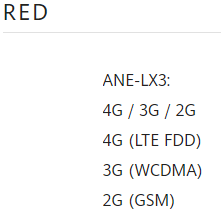 RED
ANE-LX3:
4G / 3G / 2G
4G (LTE FDD)
3G (WCDMA)
2G (GSM)